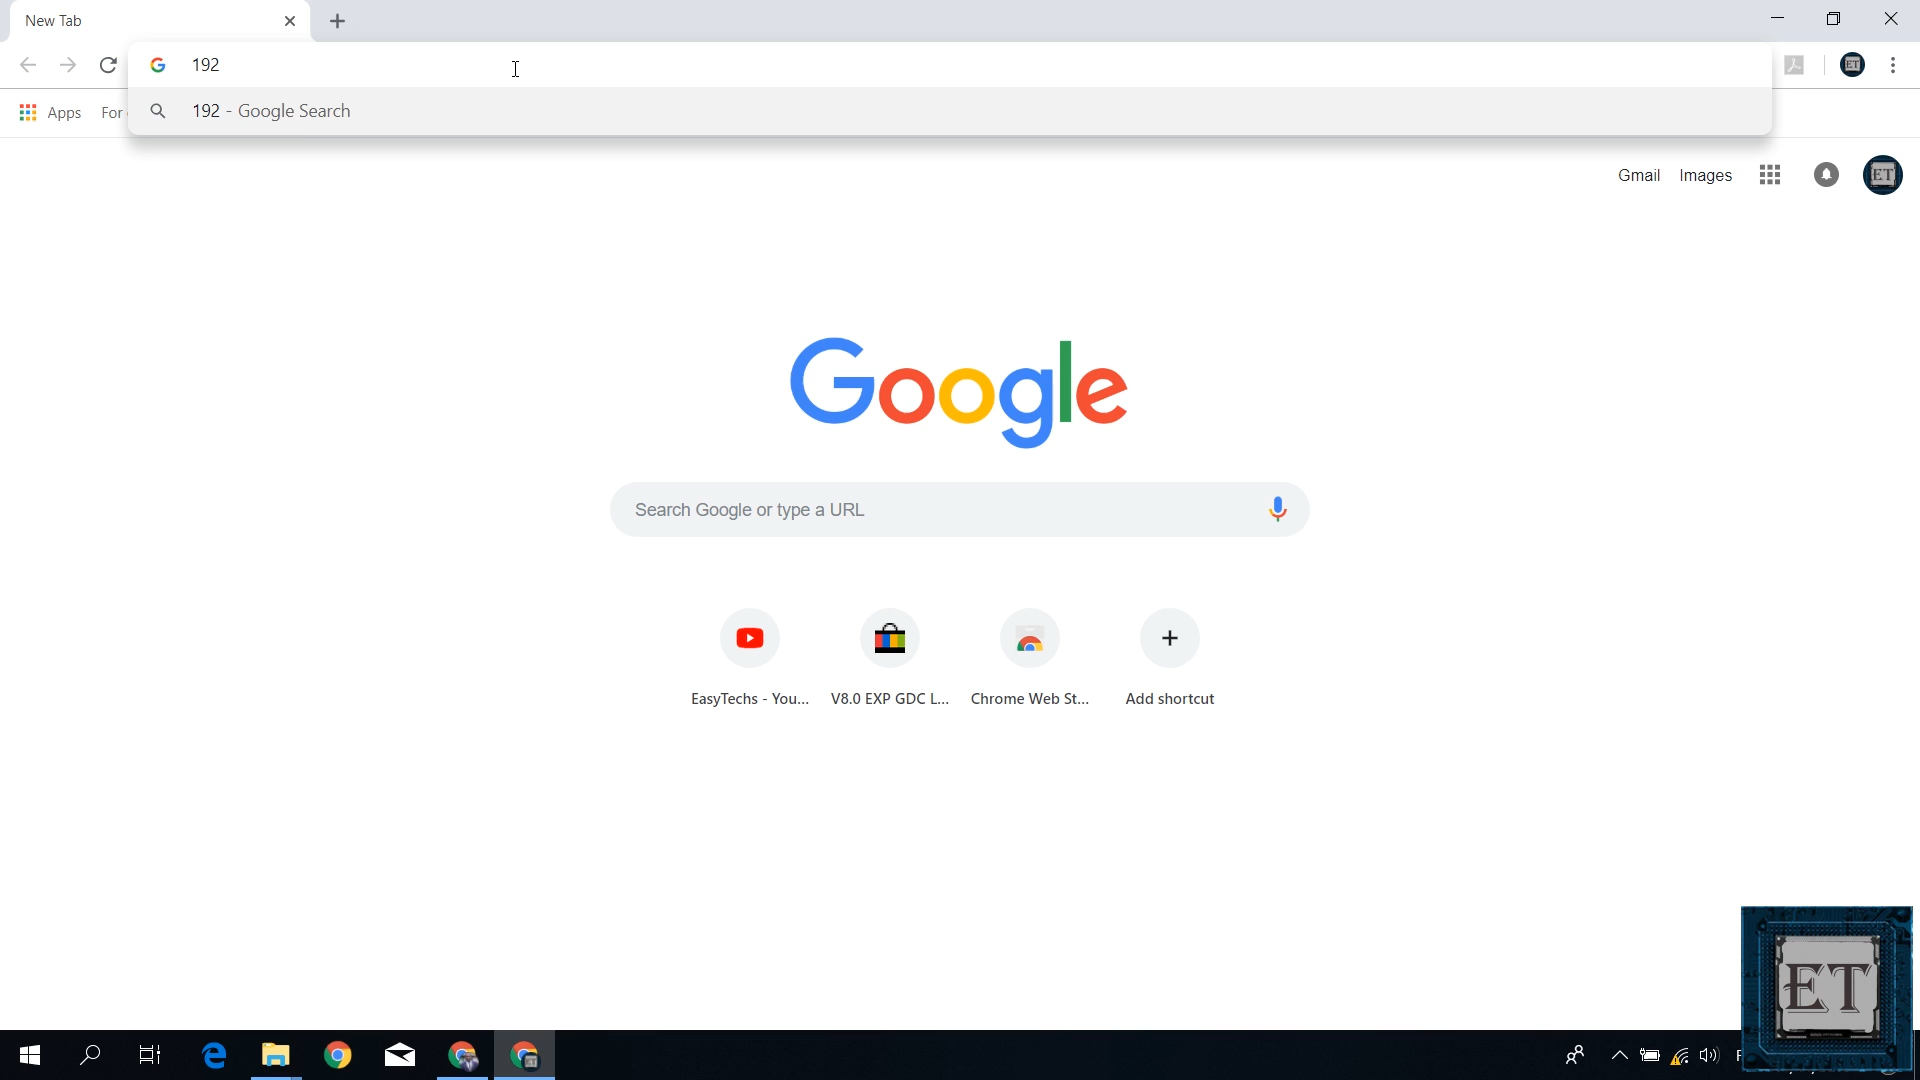 New Tab
192
192 - Google Search
Apps
For
Gmail
Images
ET
Google
Search Google or type a URL
EasyTechs - You...
V8.0 EXP GDC L...
Chrome Web St...
Add shortcut
ET